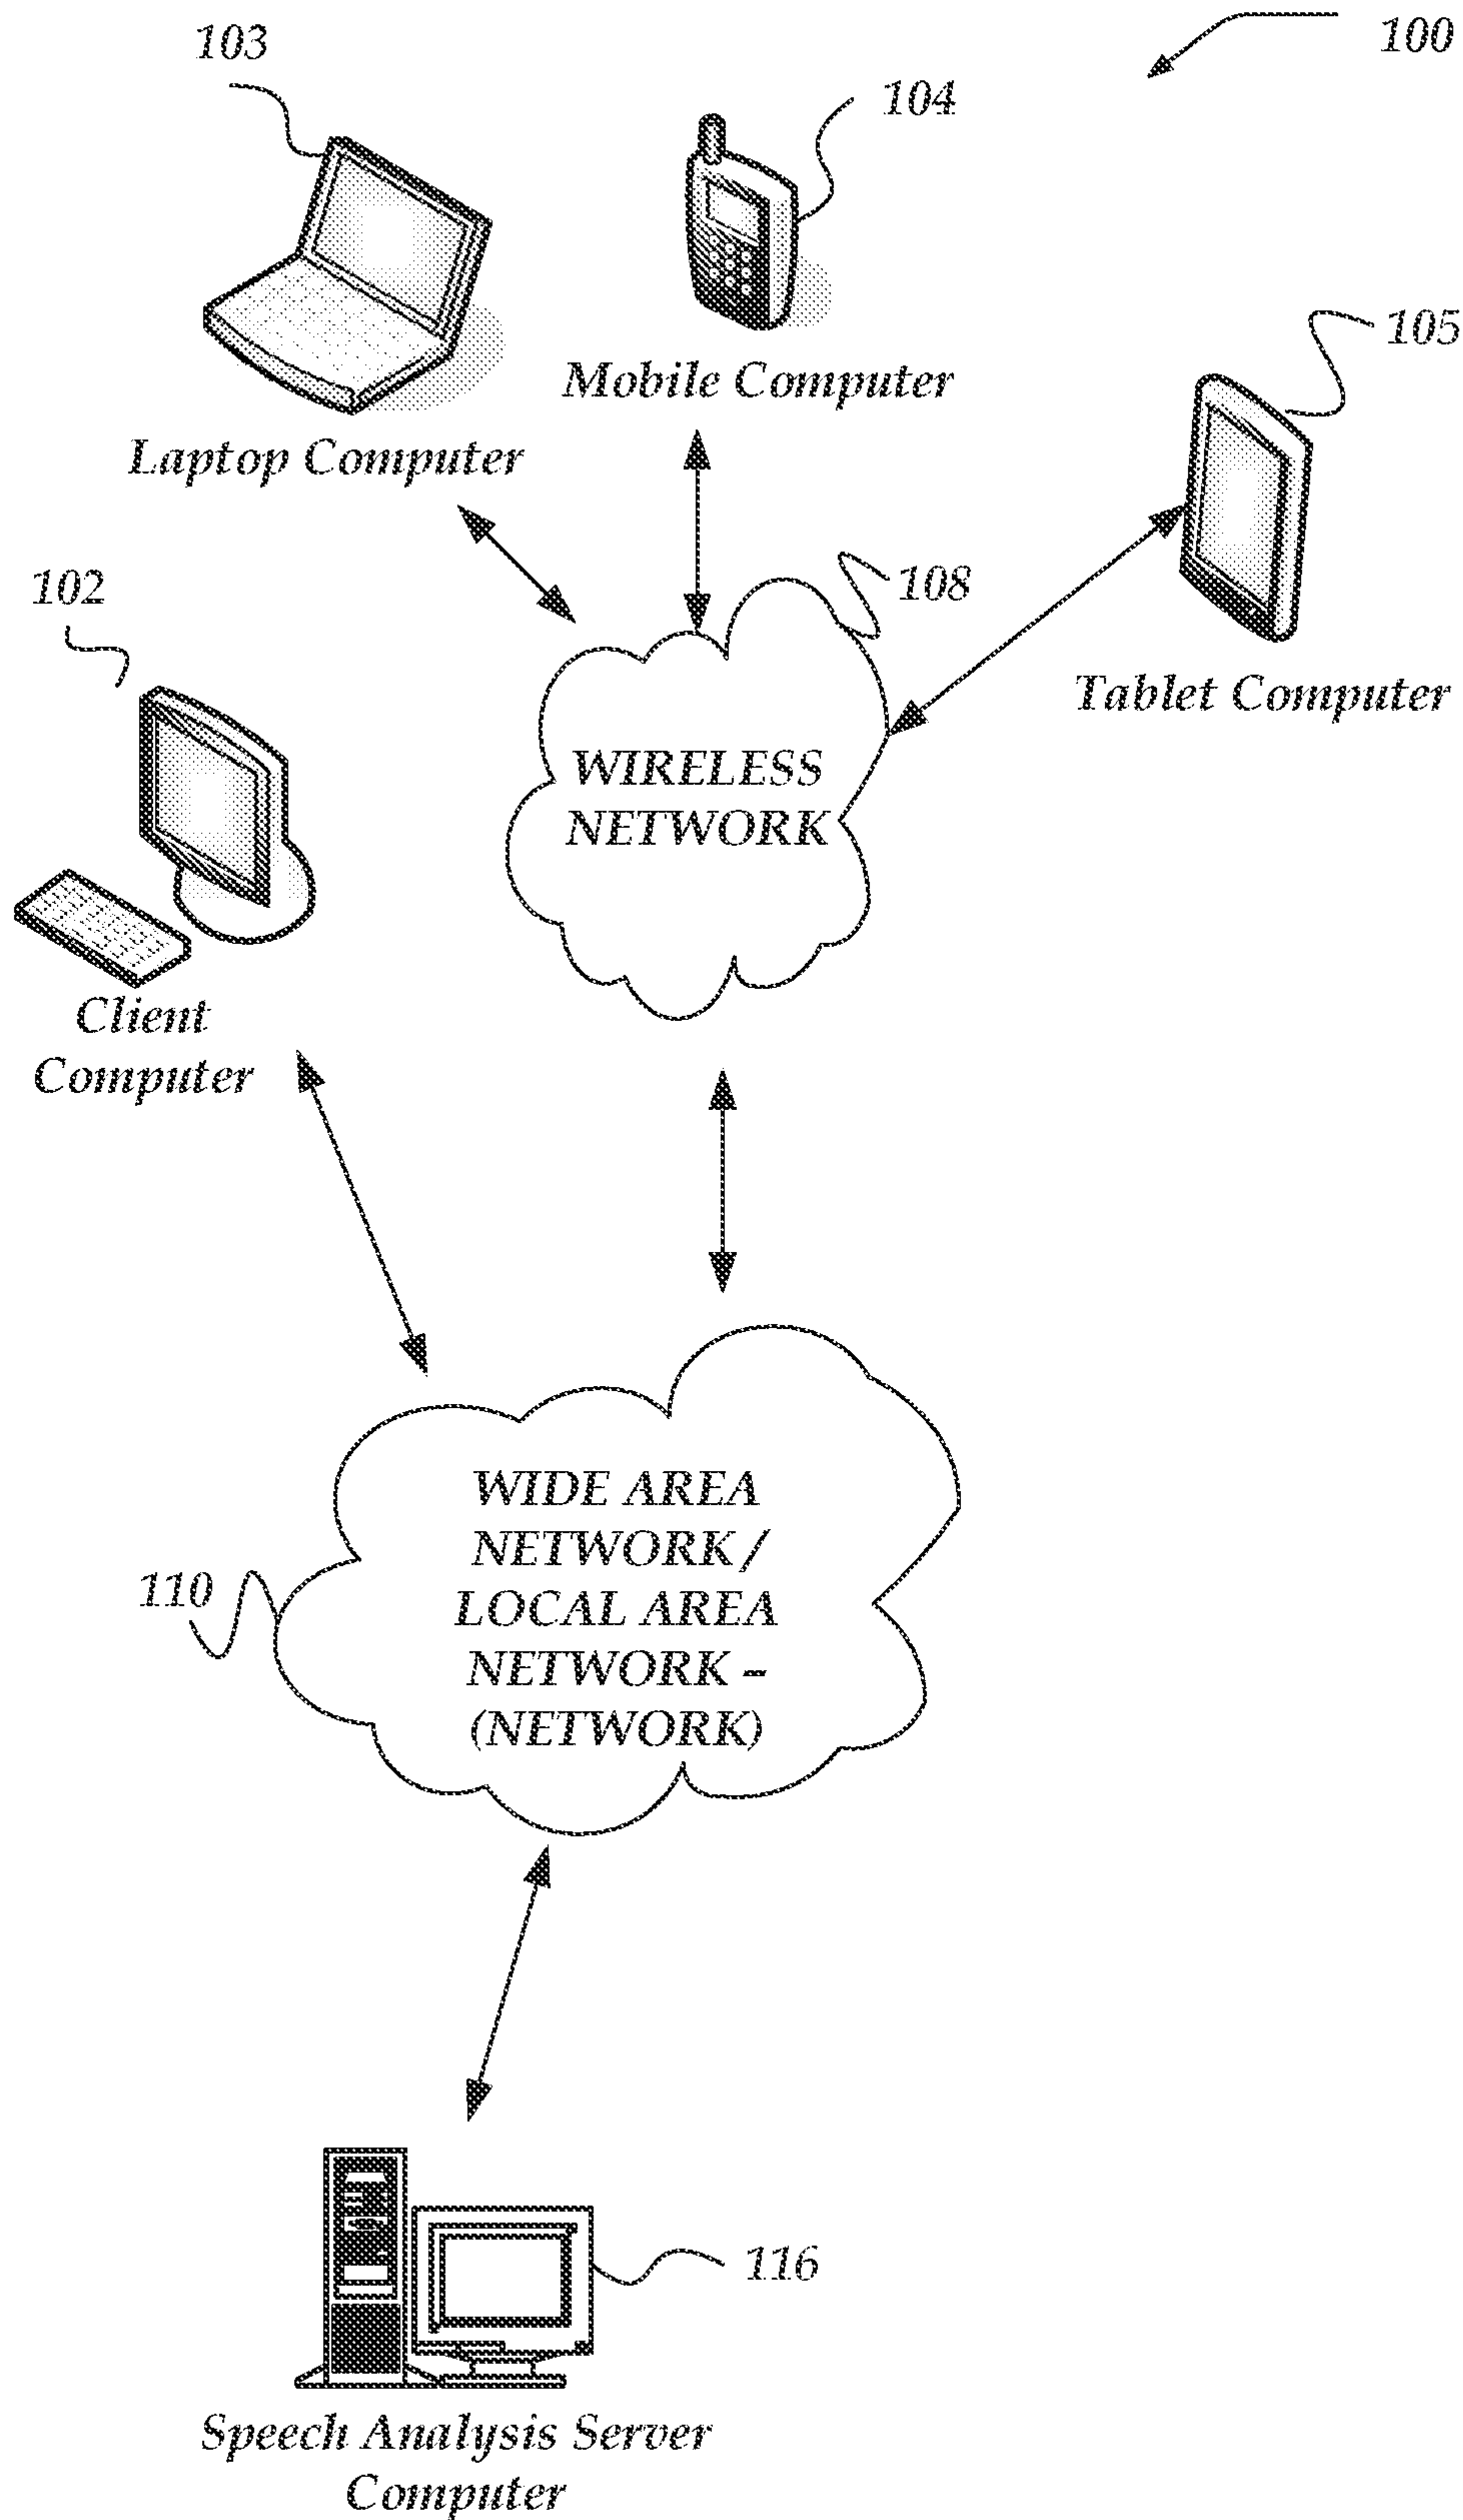 103
100
104
105
Mobile Computer
Laptop Computer
108
102
Tablet Computer
WIRELESS
NETWORK
Client
Computer
WIDE AREA
NETWORK /
LOCAL AREA
NETWORK –
(NETWORK)
110
116
Speech Analysis Server
Computer